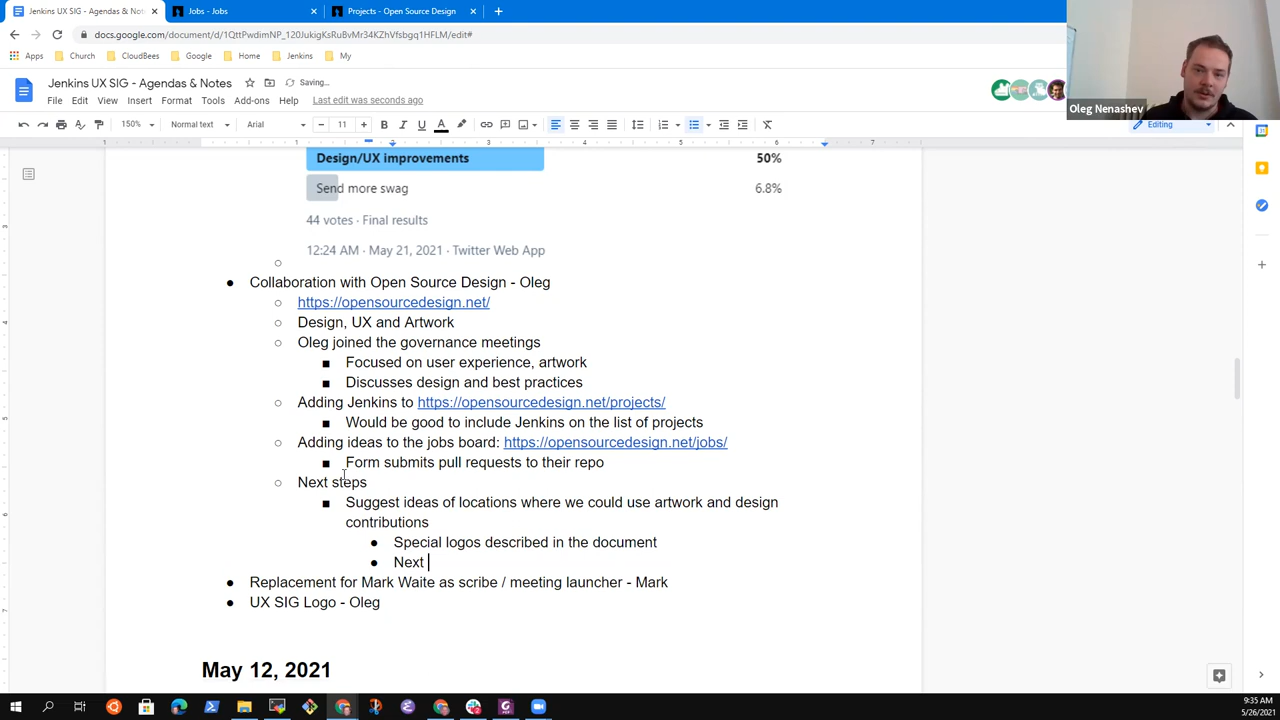 Jenkins UX SIG - Agendas & Not
Jobs - Jobs
Projects - Open Source Design
docs.google.com/document/d/1QttPwdimNP_120JukigKsRuBvMr34KZhVfsbgq1HFLM/edit#
Apps
Church
CloudBees
Google
Home
Jenkins
My
Jenkins UX SIG - Agendas & Notes
Saving...
File Edit View Insert Format Tools Add-ons Help Last edit was seconds ago
Oleg Nenashev
150% Normal text Arial 11 B I U A Editing
1 1 2 3 4 5 6 7
Design/UX improvements 50%
Send more swag 6.8%
44 votes · Final results
12:24 AM · May 21, 2021 · Twitter Web App
Collaboration with Open Source Design - Oleg
https://opensourcedesign.net/
Design, UX and Artwork
Oleg joined the governance meetings
Focused on user experience, artwork
Discusses design and best practices
Adding Jenkins to https://opensourcedesign.net/projects/
Would be good to include Jenkins on the list of projects
Adding ideas to the jobs board: https://opensourcedesign.net/jobs/
Form submits pull requests to their repo
Next steps
Suggest ideas of locations where we could use artwork and design
contributions
Special logos described in the document
Next
Replacement for Mark Waite as scribe / meeting launcher - Mark
UX SIG Logo - Oleg
May 12, 2021
9:35 AM
5/26/2021